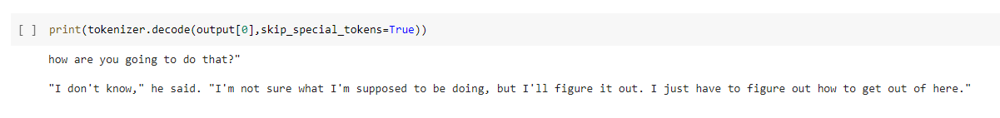 [ ] print(tokenizer.decode(output[0],skip_special_tokens=True))
how are you going to do that?"
"I don't know," he said. "I'm not sure what I'm supposed to be doing, but I'll figure it out. I just have to figure out how to get out of here."